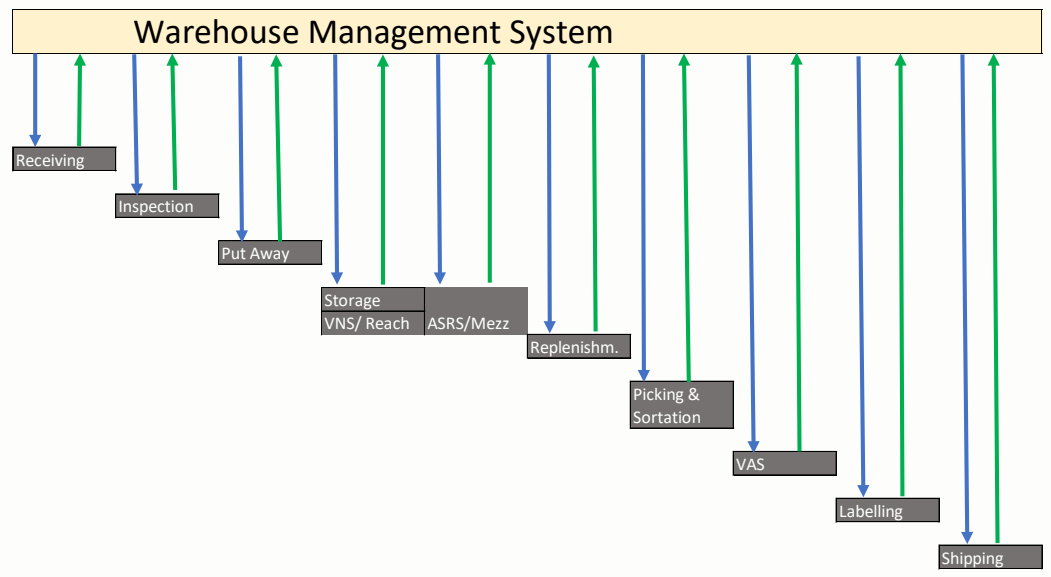 Warehouse Management System
Receiving
Inspection
Put Away
Storage
VNS/ Reach
ASRS/Mezz
Replenishm.
Picking &
Sortation
VAS
Labelling
Shipping